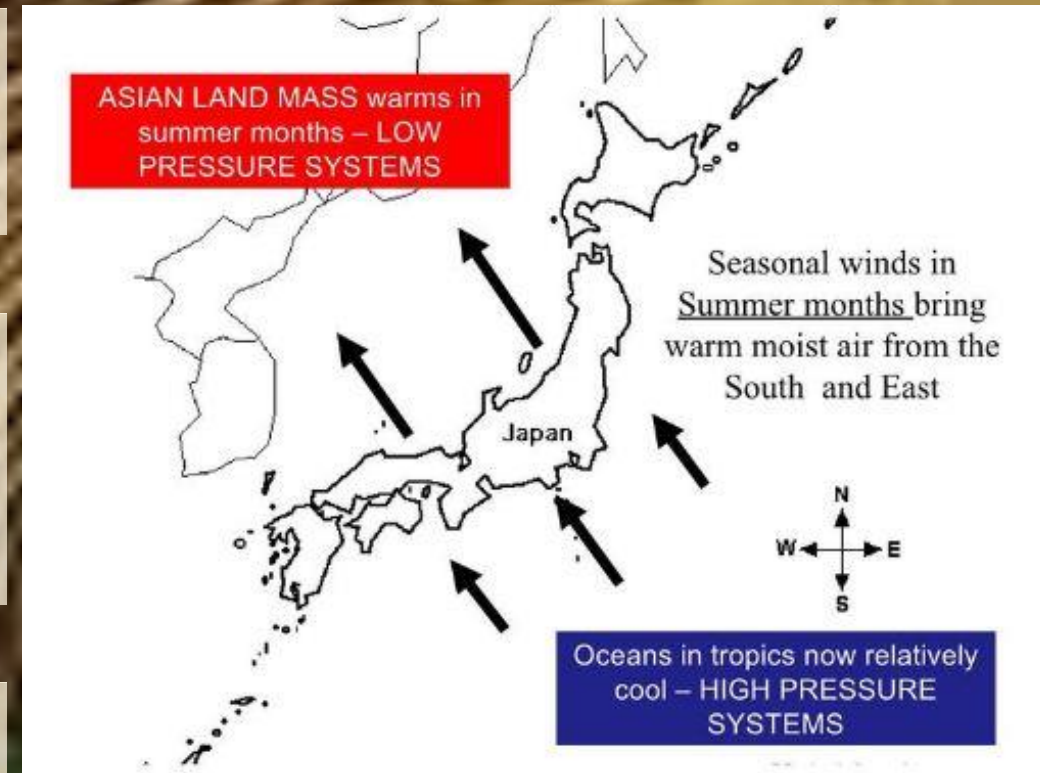 ASIAN LAND MASS warms in
summer months – LOW
PRESSURE SYSTEMS
Seasonal winds in
Summer months bring
warm moist air from the
South and East
Japan
N
W E
S
Oceans in tropics now relatively
cool – HIGH PRESSURE
SYSTEMS